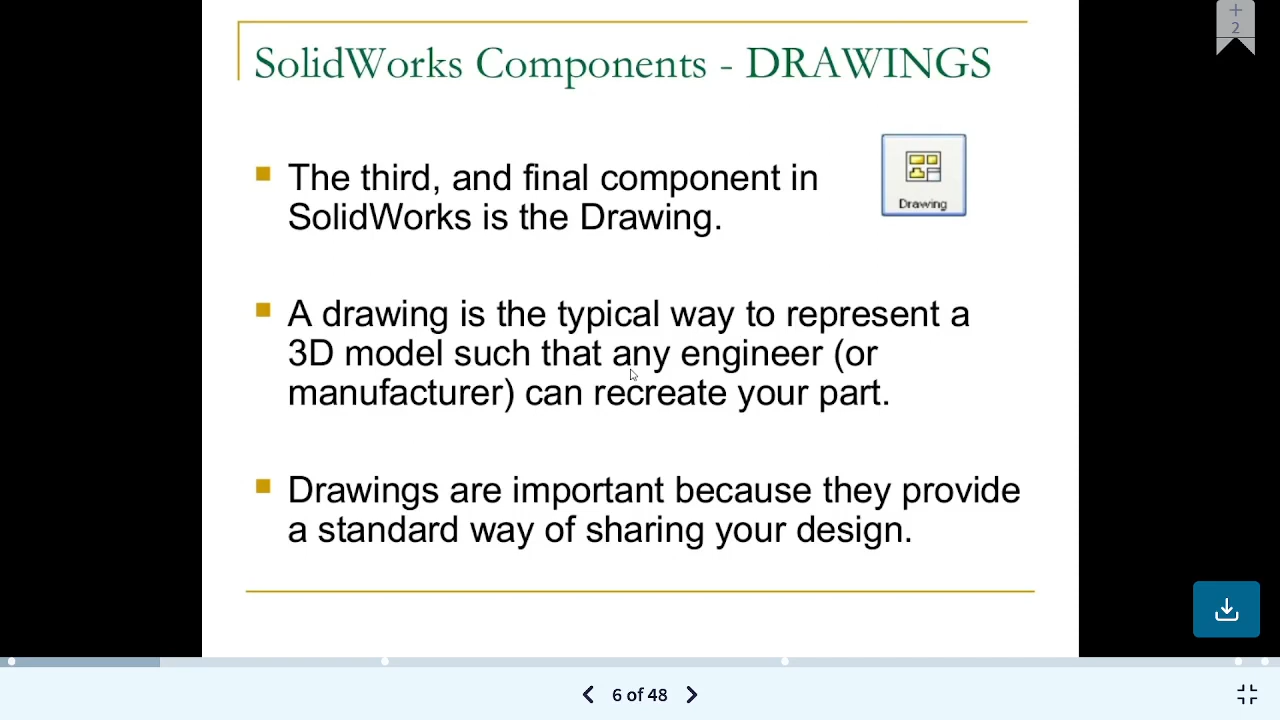 SolidWorks Components - DRAWINGS
The third, and final component in
SolidWorks is the Drawing.
Drawing
A drawing is the typical way to represent a
3D model such that any engineer (or
manufacturer) can recreate your part.
Drawings are important because they provide
a standard way of sharing your design.
+
2
6 of 48